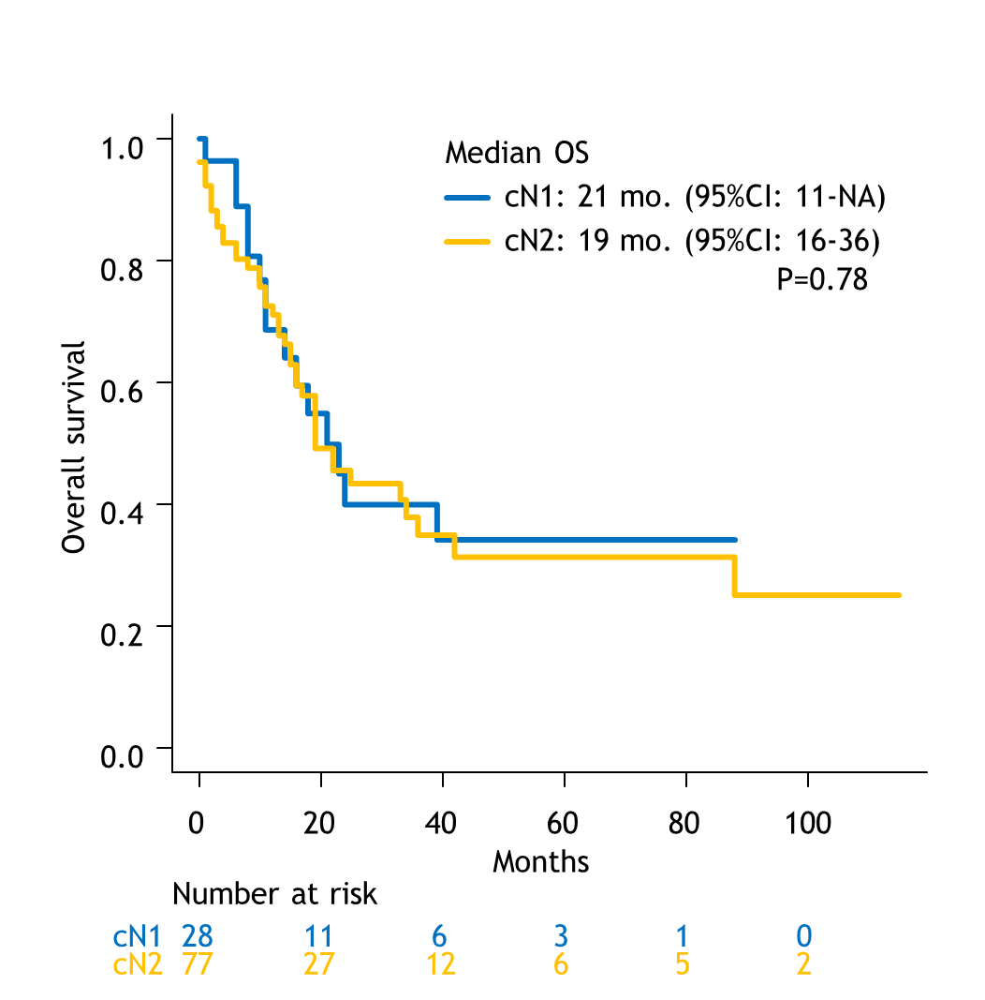 Median OS
cN1: 21 mo. (95%CI: 11-NA)
cN2: 19 mo. (95%CI: 16-36)
P=0.78
Overall survival
1.0
0.8
0.6
0.4
0.2
0.0
0 20 40 60 80 100
Months
Number at risk
cN1 28 11 6 3 1 0
cN2 77 27 12 6 5 2